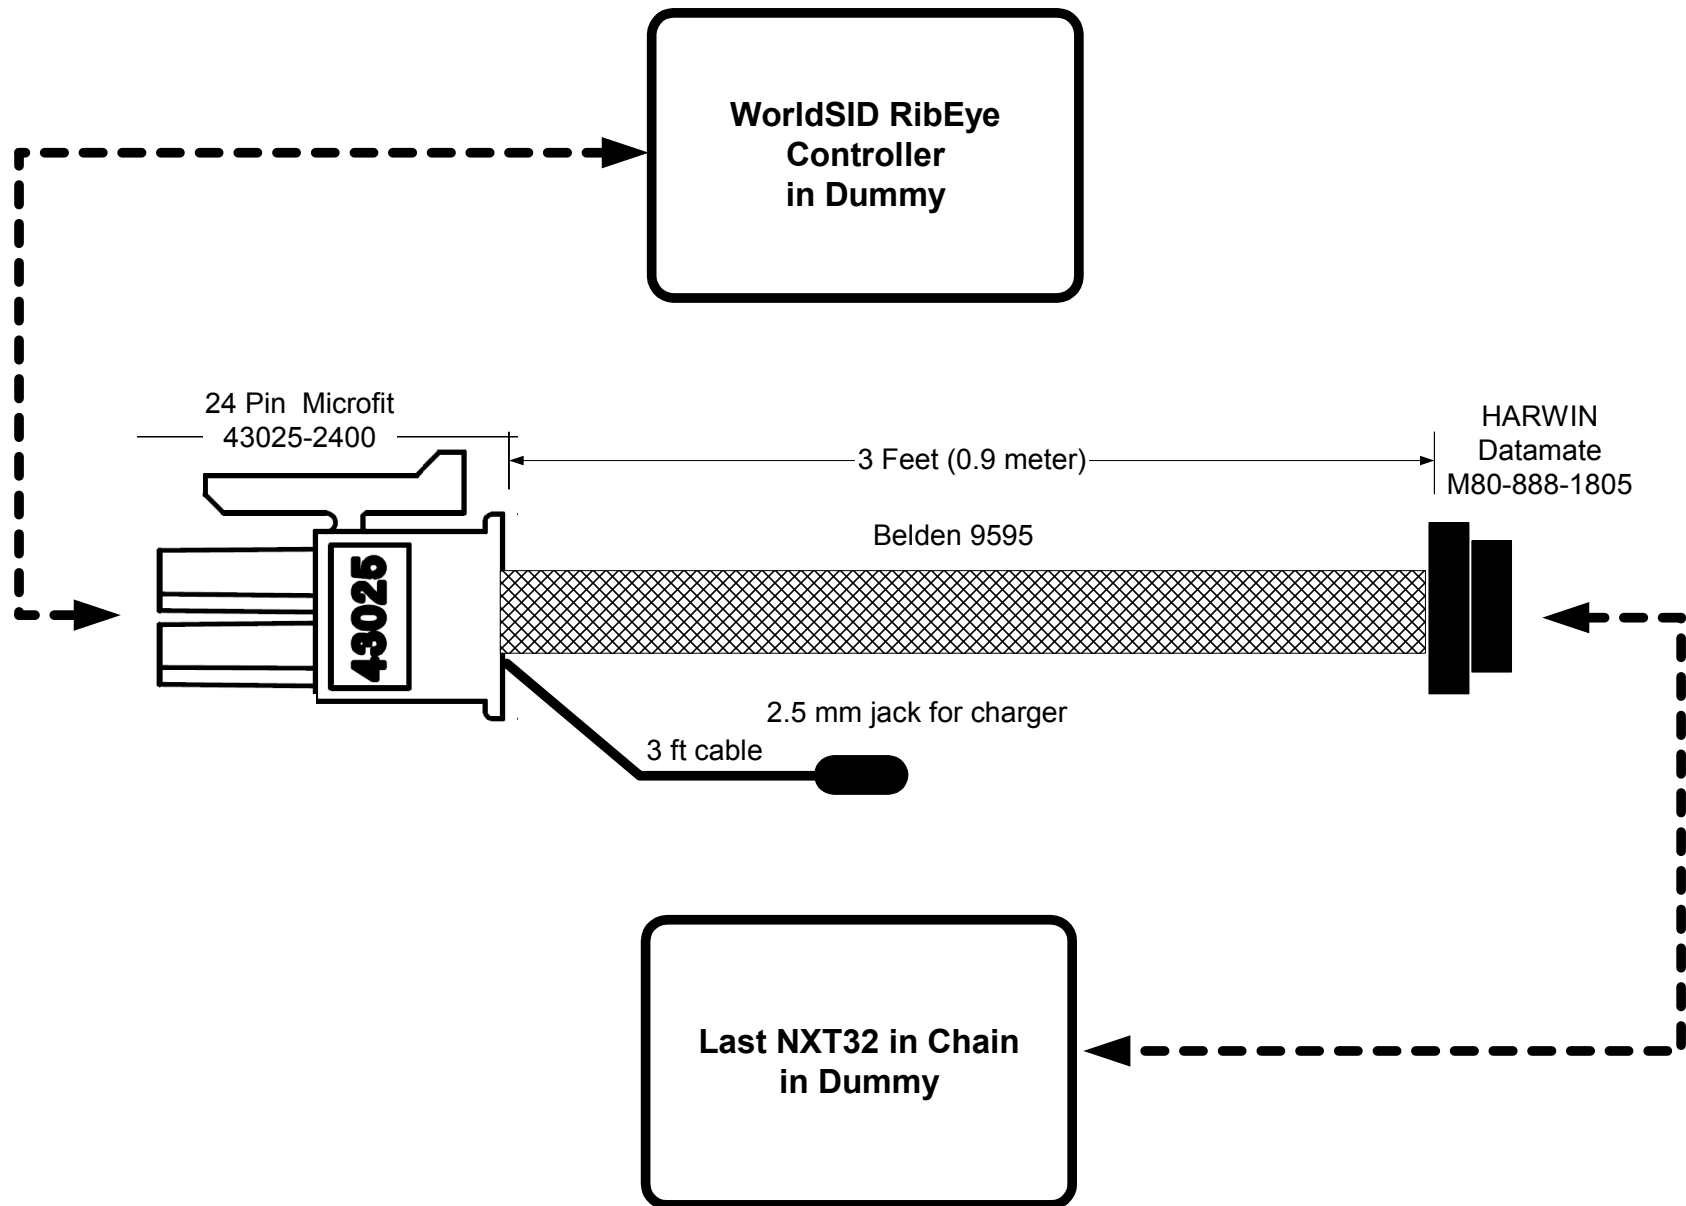 WorldSID RibEye
Controller
in Dummy
24 Pin Microfit
43025-2400
3 Feet (0.9 meter)
HARWIN
Datamate
M80-888-1805
Belden 9595
43025
2.5 mm jack for charger
3 ft cable
Last NXT32 in Chain
in Dummy